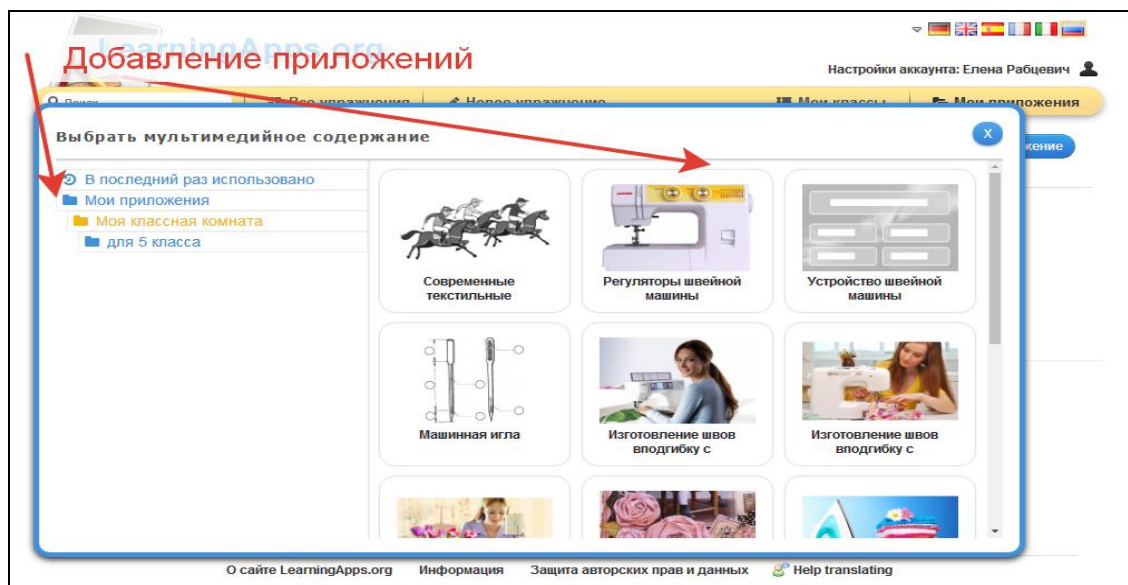 LearningApps.org
Добавление приложений
Настройки аккаунта: Елена Рабцевич
Поиск
Все упражнения
Новое упражнение
Мои классы
Мои приложения
Выбрать мультимедийное содержание
X
В последний раз использовано
Мои приложения
Моя классная комната
для 5 класса
Современные
текстильные
Регуляторы швейной
машины
Устройство швейной
машины
Машинная игла
Изготовление швов
вподгибку с
Изготовление швов
вподгибку с
О сайте LearningApps.org Информация Защита авторских прав и данных Help translating